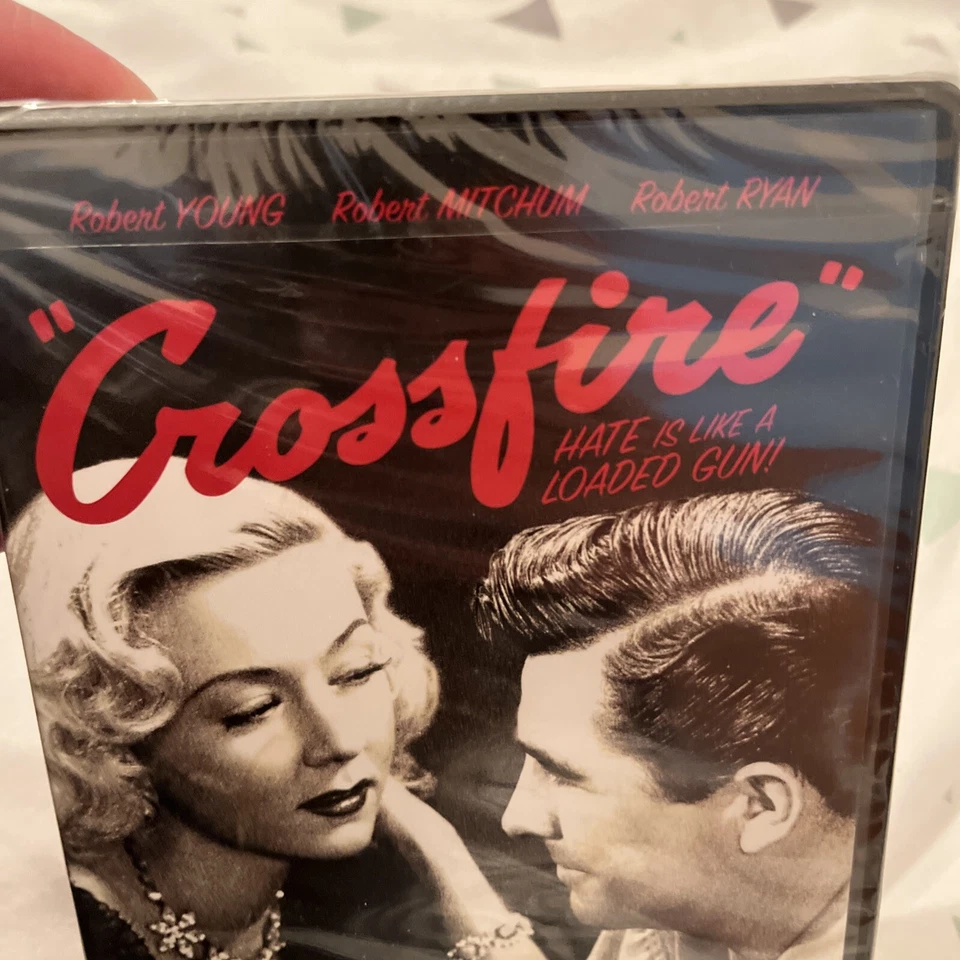 Robert YOUNG Robert MITCHUM Robert RYAN
"Crossfire"
HATE IS LIKE A
LOADED GUN!